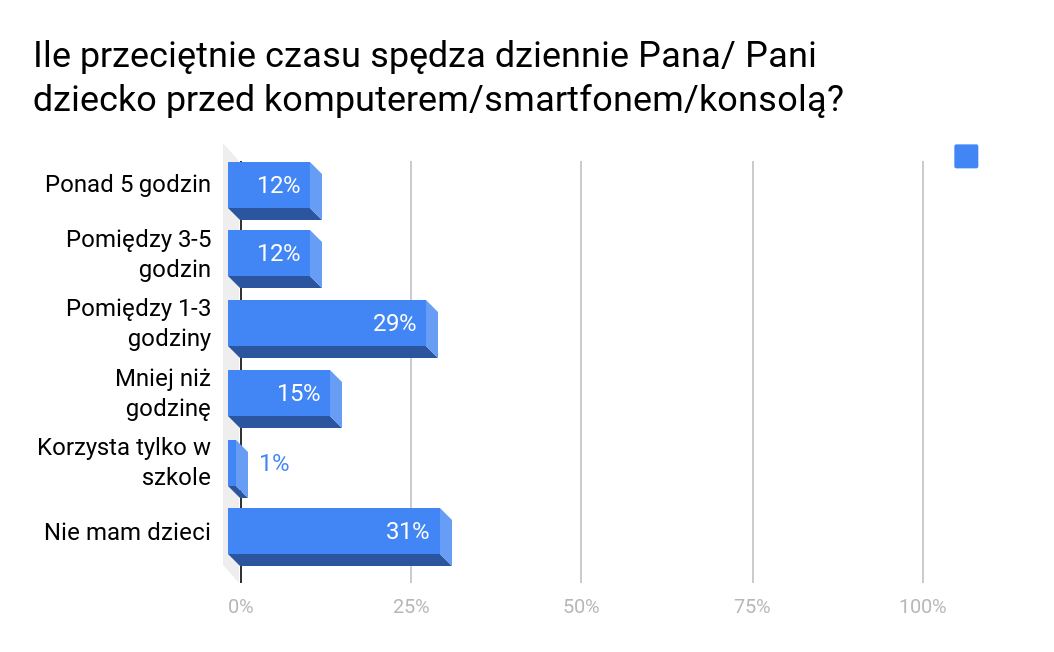 Ile przeciętnie czasu spędza dziennie Pana/ Pani
dziecko przed komputerem/smartfonem/konsolą?
Ponad 5 godzin
12%
Pomiędzy 3-5
godzin
12%
Pomiędzy 1-3
godziny
29%
Mniej niż
godzinę
15%
Korzysta tylko w
szkole
1%
Nie mam dzieci
31%
0%
25%
50%
75%
100%